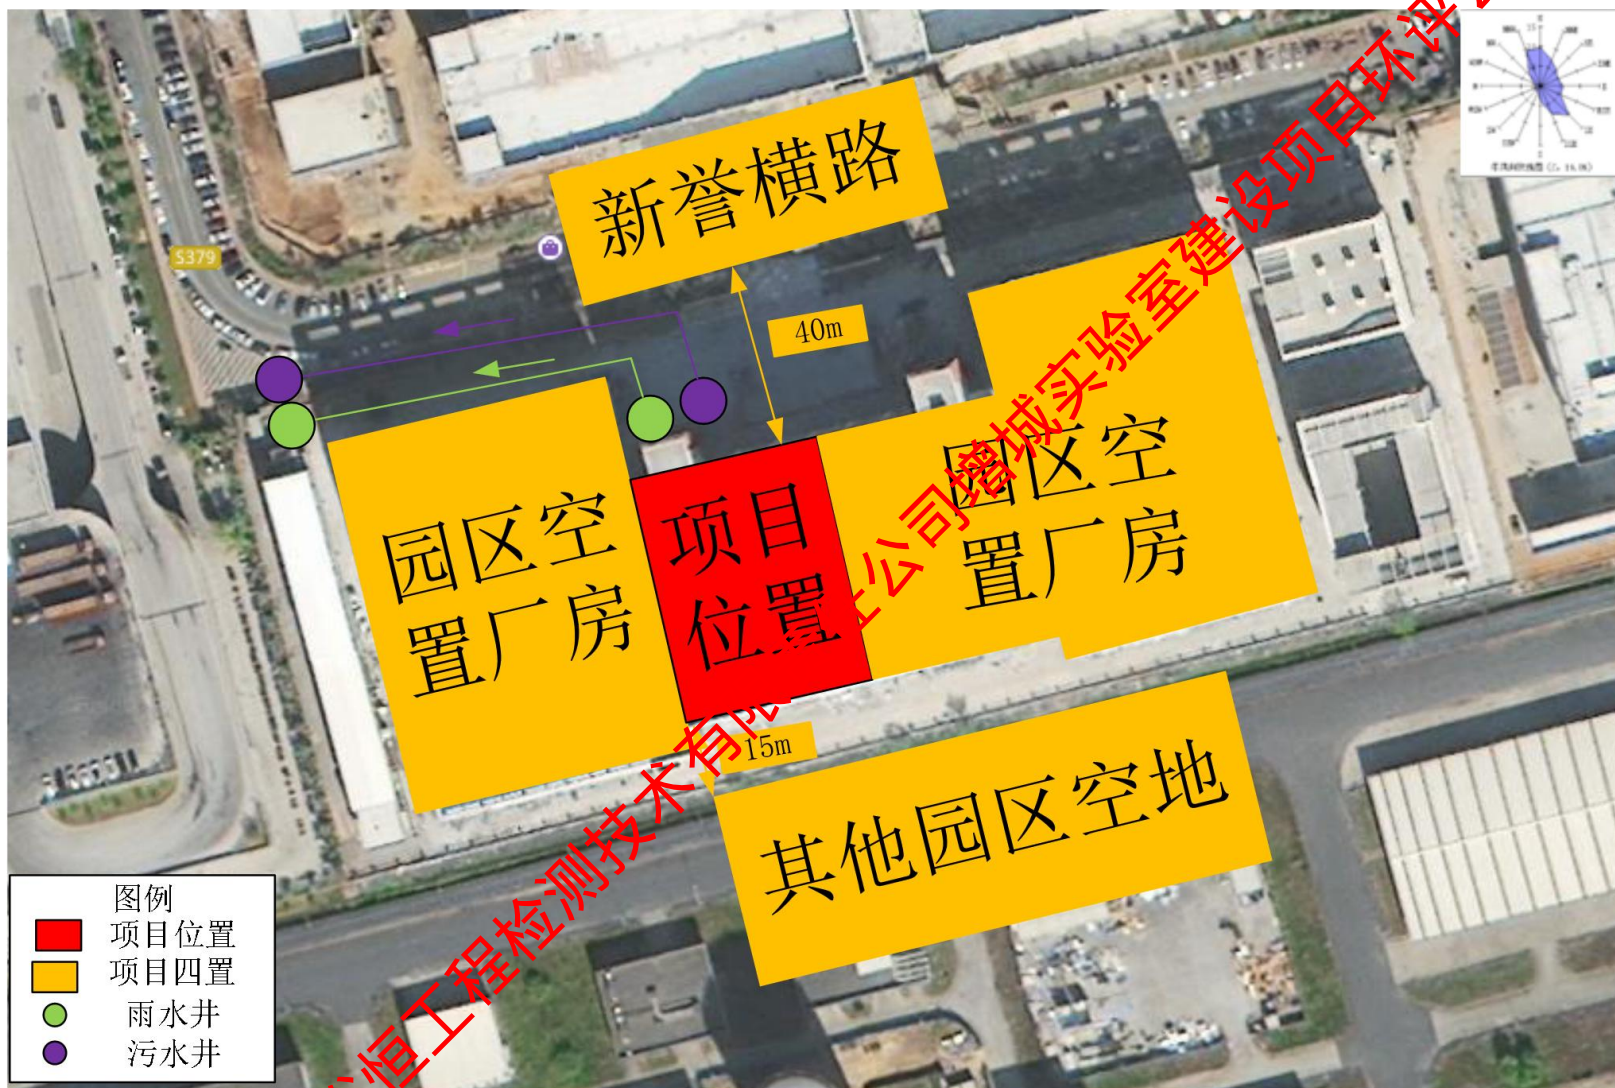 新誉横路
S379
40m
园区空
置厂房
项目
位置
园区空
置厂房
15m
其他园区空地
图例
项目位置
项目四置
雨水井
污水井
恒工程检测技术有限
公司增城实验室建设项目环评